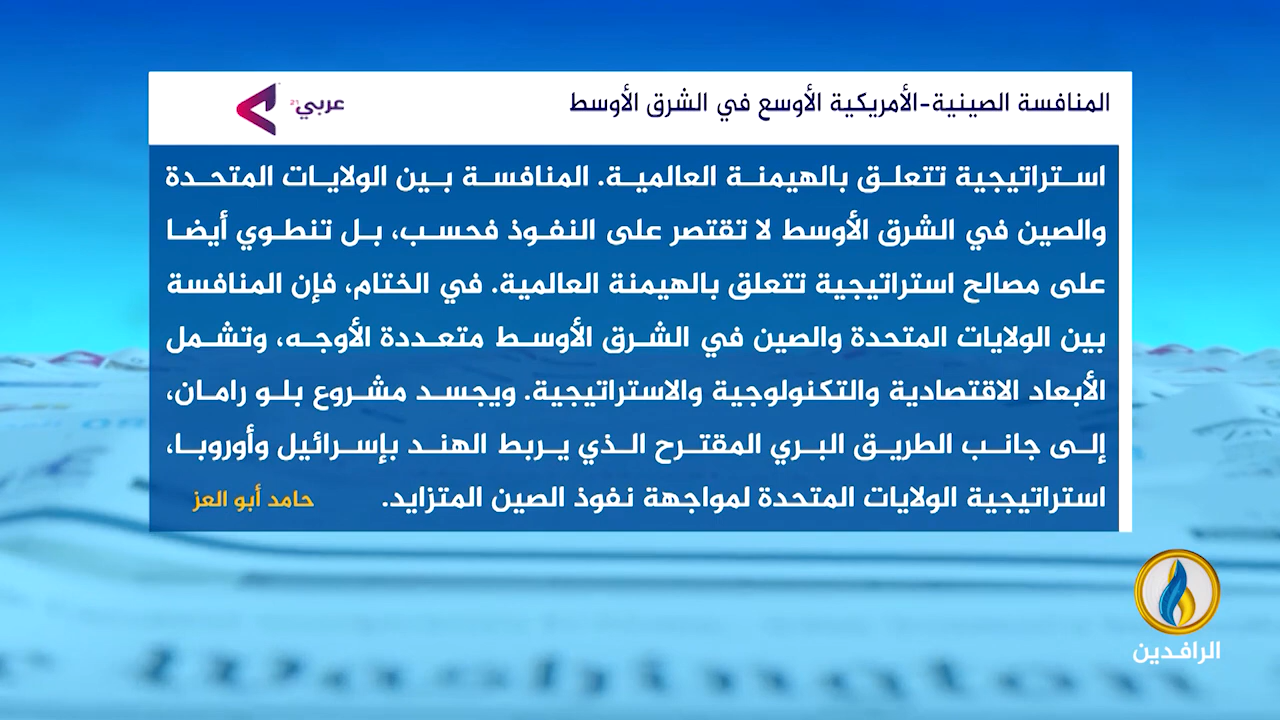 المنافسة الصينية-الأمريكية الأوسع في الشرق الأوسط
عربي21
استراتيجية تتعلق بالهيمنة العالمية. المنافسة بين الولايات المتحدة
والصين في الشرق الأوسط لا تقتصر على النفوذ فحسب، بل تنطوي أيضا
على مصالح استراتيجية تتعلق بالهيمنة العالمية. في الختام، فإن المنافسة
بين الولايات المتحدة والصين في الشرق الأوسط متعددة الأوجه، وتشمل
الأبعاد الاقتصادية والتكنولوجية والاستراتيجية. ويجسد مشروع بلو رامان،
إلى جانب الطريق البري المقترح الذي يربط الهند بإسرائيل وأوروبا،
استراتيجية الولايات المتحدة لمواجهة نفوذ الصين المتزايد.
حامد أبو العز
الرافدين